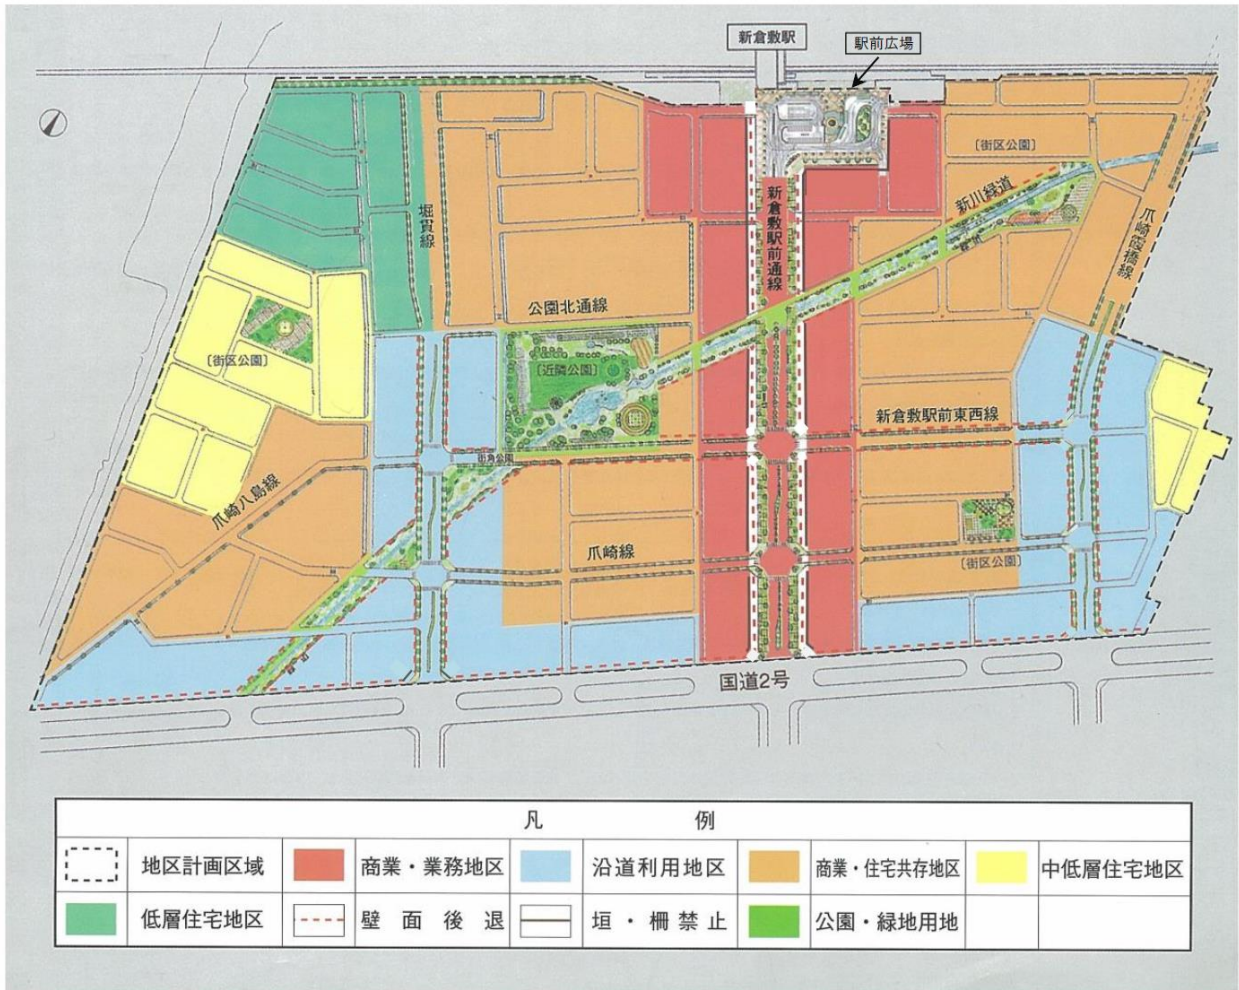 新倉敷駅
駅前広場
〔街区公園〕
新川緑道
爪崎霞橋線
堀貫線
新倉敷駅前通線
公園北通線
〔街区公園〕
〔近隣公園〕
新倉敷駅前東西線
街角公園
爪崎八島線
爪崎線
〔街区公園〕
国道2号
凡 例
地区計画区域 商業・業務地区 沿道利用地区 商業・住宅共存地区 中低層住宅地区
低層住宅地区 壁面後退 垣・柵禁止 公園・緑地用地